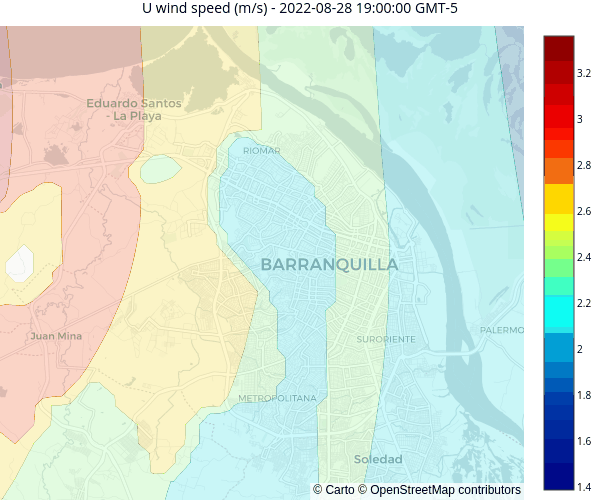 U wind speed (m/s) - 2022-08-28 19:00:00 GMT-5
Eduardo Santos
- La Playa
RIOMAR
BARRANQUILLA
Juan Mina
SURORIENTE
PALERMO
METROPOLITANA
Soledad
© Carto © OpenStreetMap contributors
3.2
3
2.8
2.6
2.4
2.2
2
1.8
1.6
1.4